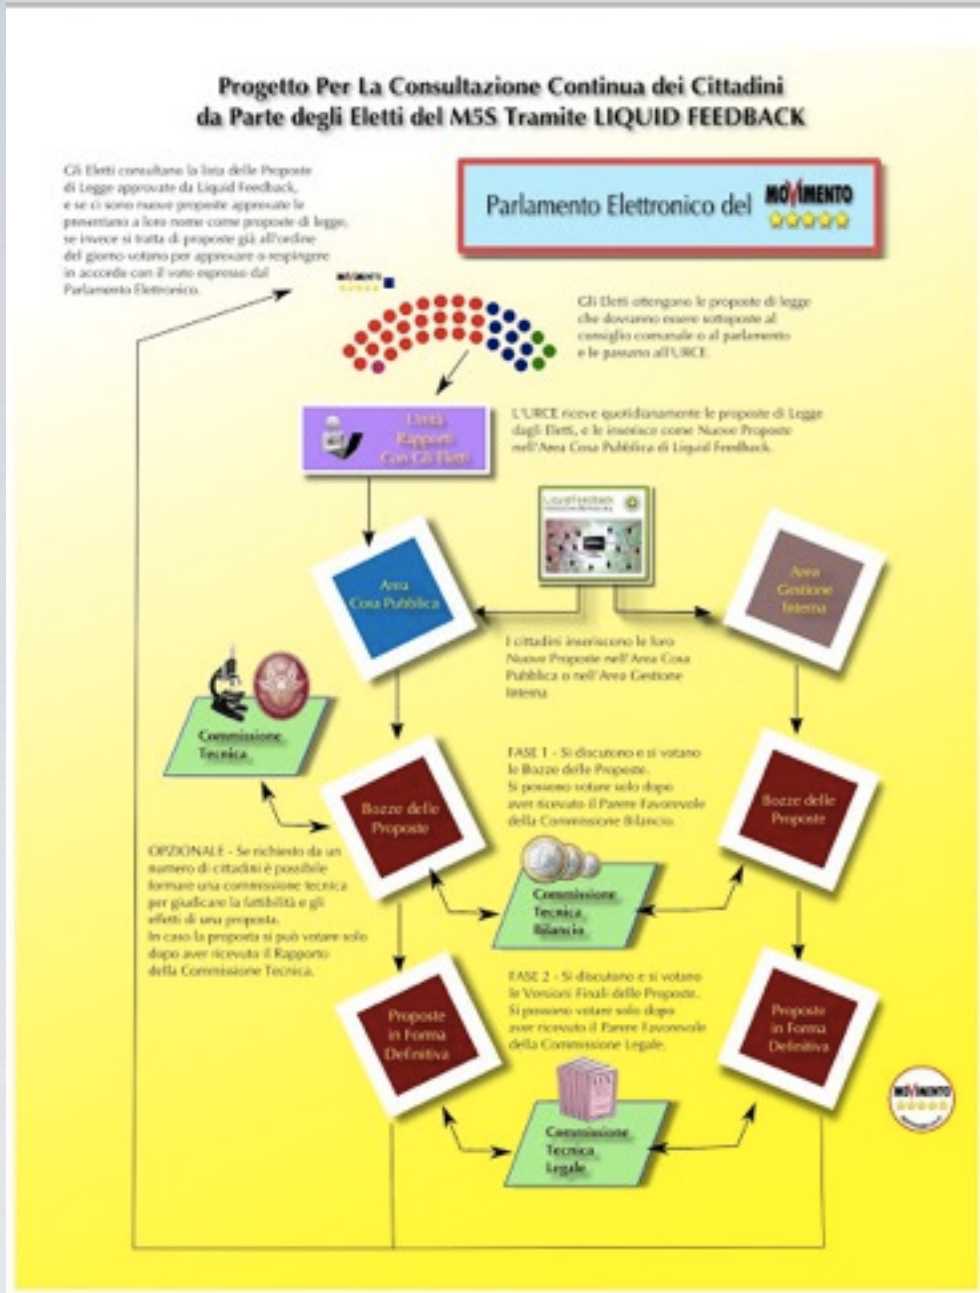 Progetto Per La Consultazione Continua dei Cittadini
da Parte degli Eletti del M5S Tramite LIQUID FEEDBACK
Gli Eletti consultano la lista delle Proposte
di Legge approvate da Liquid Feedback,
e se ci sono nuove proposte approvate le
presentano a loro nome come proposte di legge,
se invece si tratta di proposte già all'ordine
del giorno votano per approvare o respingere
in accordo con il voto espresso dal
Parlamento Elettronico.
Parlamento Elettronico del MOVIMENTO
MOVIMENTO
Gli Eletti ottengono le proposte di legge
che dovranno essere sottoposte al
consiglio comunale o al parlamento
e le passano all'URCE.
Unità
Rapporti
Con Gli Eletti
L'URCE riceve quotidianamente le proposte di Legge
dagli Eletti, e le inserisce come Nuove Proposte
nell'Area Cosa Pubblica di Liquid Feedback.
LiquidFeedback
Area
Cosa Pubblica
Area
Gestione
Interna
I cittadini inseriscono le loro
Nuove Proposte nell'Area Cosa
Pubblica o nell'Area Gestione
Interna
Commissione
Tecnica
Bozze delle
Proposte
FASE 1 - Si discutono e si votano
le Bozze delle Proposte.
Si possono votare solo dopo
aver ricevuto il Parere Favorevole
della Commissione Bilancio.
Bozze delle
Proposte
OPZIONALE - Se richiesto da un
numero di cittadini è possibile
formare una commissione tecnica
per giudicare la fattibilità e gli
effetti di una proposta.
In caso la proposta si può votare solo
dopo aver ricevuto il Rapporto
della Commissione Tecnica.
Commissione
Tecnica
Bilancio
Proposte
in Forma
Definitiva
FASE 2 - Si discutono e si votano
le Versioni Finali delle Proposte.
Si possono votare solo dopo
aver ricevuto il Parere Favorevole
della Commissione Legale.
Proposte
in Forma
Definitiva
Commissione
Tecnica
Legale
MOVIMENTO